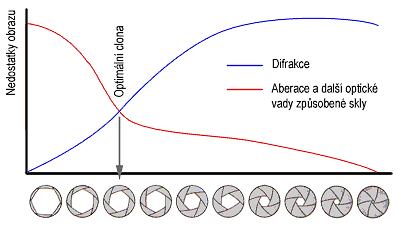 Nedostatky obrazu
Optimální clona
Difrakce
Aberace a další optické
vady způsobené skly